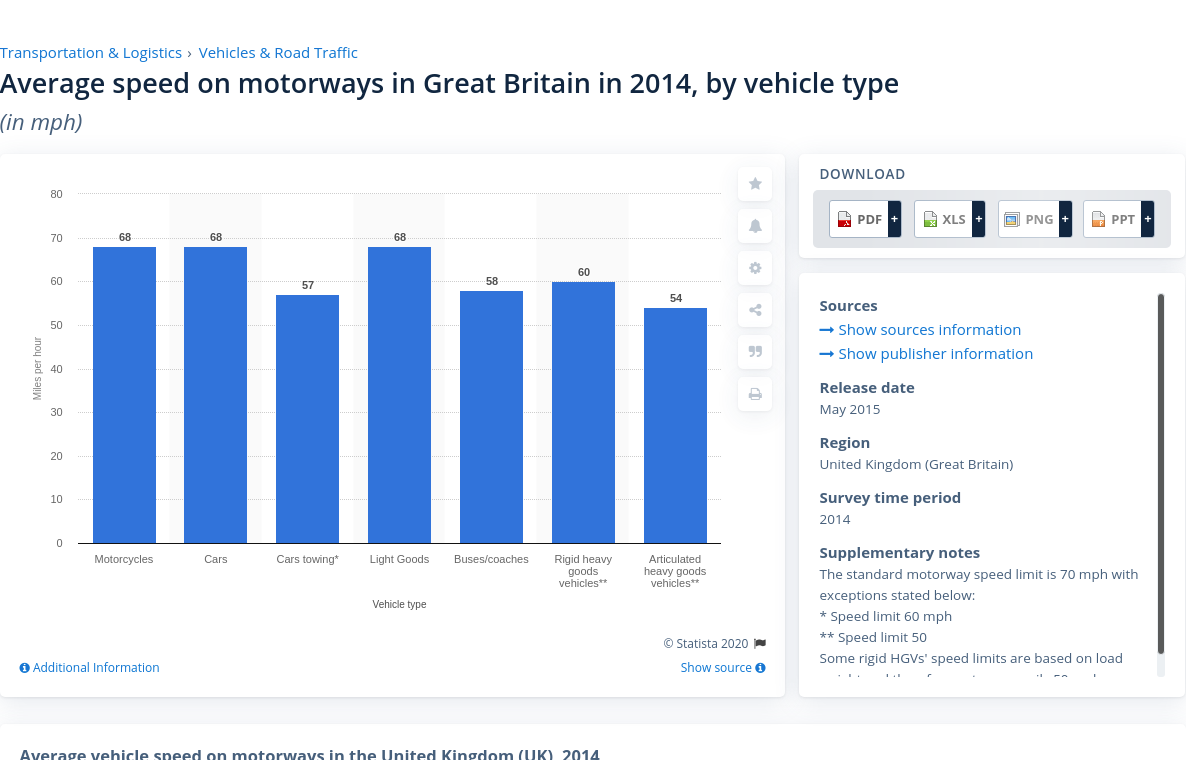 Transportation & Logistics › Vehicles & Road Traffic
Average speed on motorways in Great Britain in 2014, by vehicle type
(in mph)
80
70
60
50
40
30
20
10
0
Miles per hour
68
68
57
68
58
60
54
Motorcycles
Cars
Cars towing*
Light Goods
Buses/coaches
Rigid heavy
goods
vehicles**
Articulated
heavy goods
vehicles**
Vehicle type
© Statista 2020
Additional Information
Show source
DOWNLOAD
PDF +
XLS +
PNG +
PPT +
Sources
Show sources information
Show publisher information
Release date
May 2015
Region
United Kingdom (Great Britain)
Survey time period
2014
Supplementary notes
The standard motorway speed limit is 70 mph with
exceptions stated below:
* Speed limit 60 mph
** Speed limit 50
Some rigid HGVs' speed limits are based on load
Average vehicle speed on motorways in the United Kingdom (UK), 2014